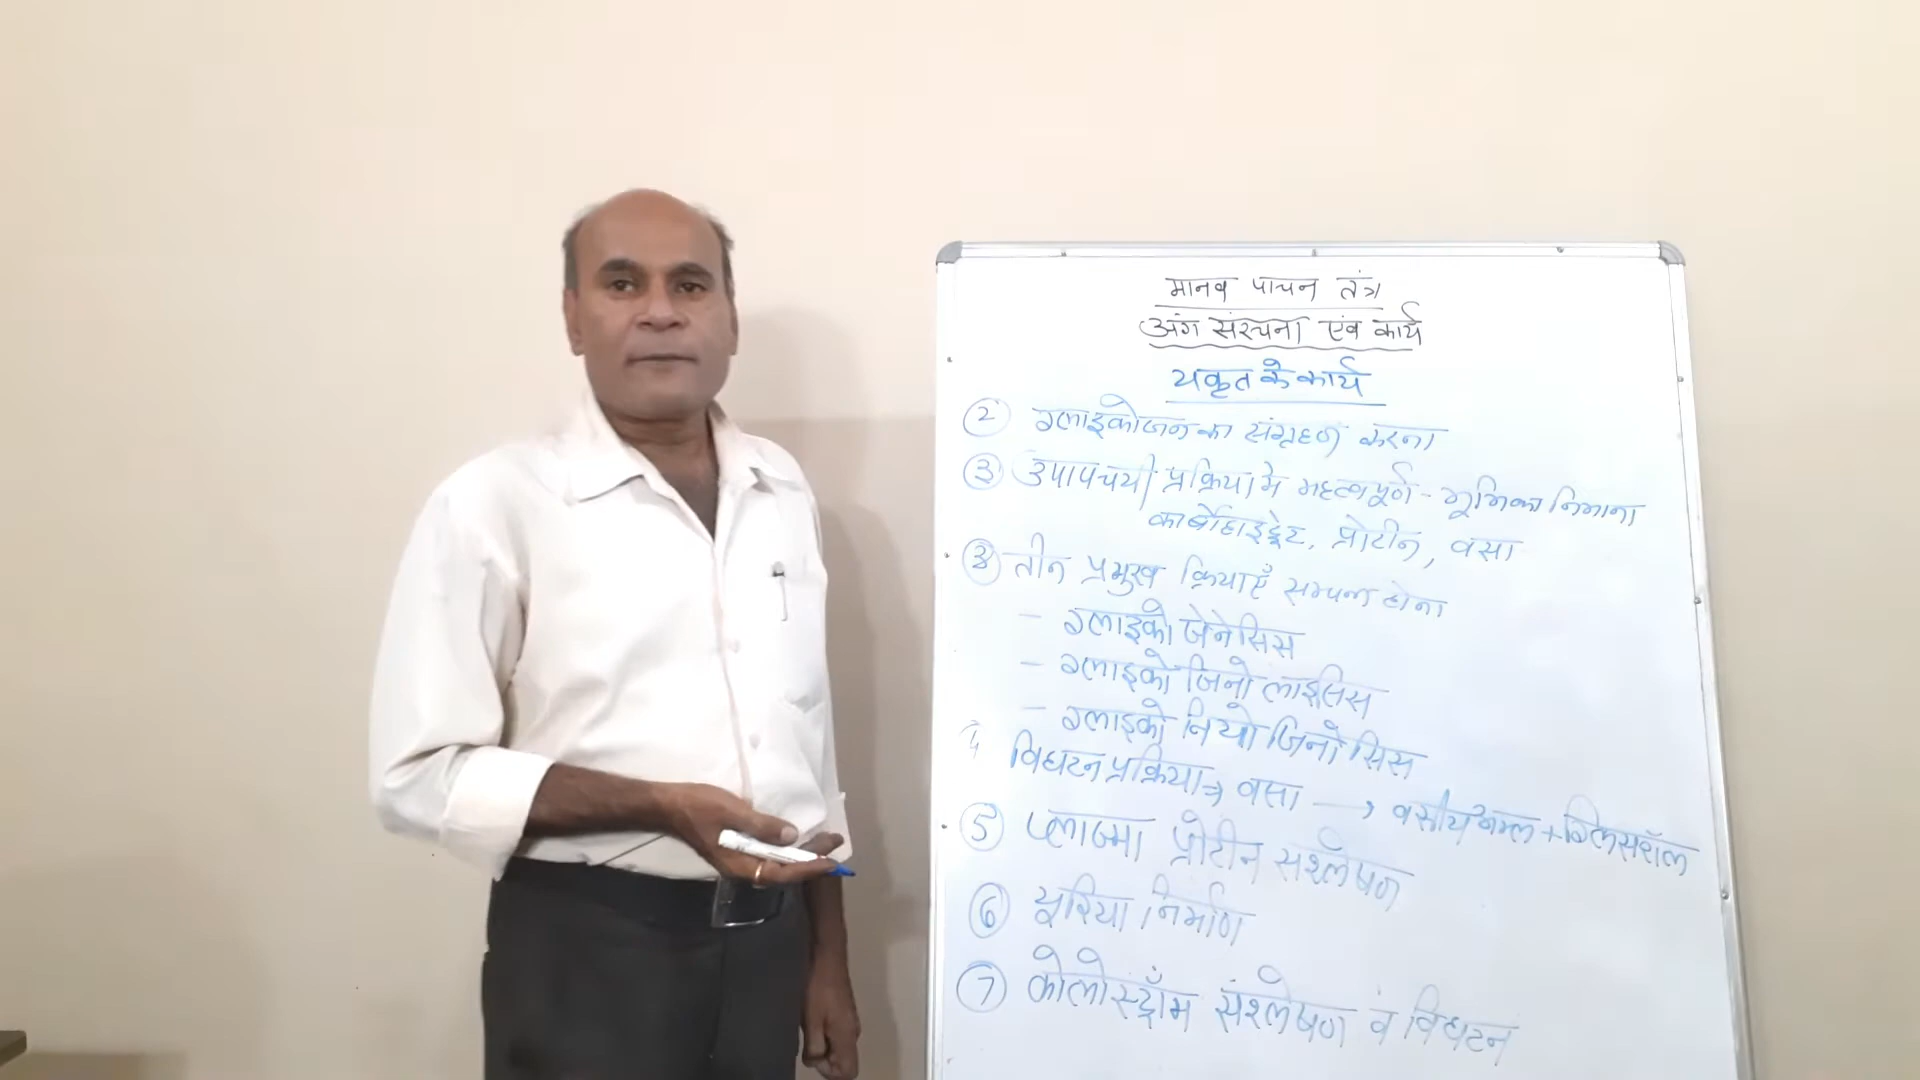 मानव पाचन तंत्र
अंग संरचना एवं कार्य
यकृत के कार्य
② ग्लाइकोजन का संग्रहण करना
③ उपापचयी प्रक्रिया में महत्वपूर्ण - भूमिका निभाना
कार्बोहाइड्रेट, प्रोटीन, वसा
③ तीन प्रमुख क्रियाएँ सम्पन्न होना
- ग्लाइको जेनेसिस
- ग्लाइको जिनो लाइसिस
- ग्लाइको नियो जिनोसिस
4 विघटन प्रक्रिया → वसा → वसीय अम्ल + ग्लिसरॉल
⑤ प्लाज्मा प्रोटीन संश्लेषण
⑥ यूरिया निर्माण
⑦ कोलोस्ट्रॉम संश्लेषण वं विघटन